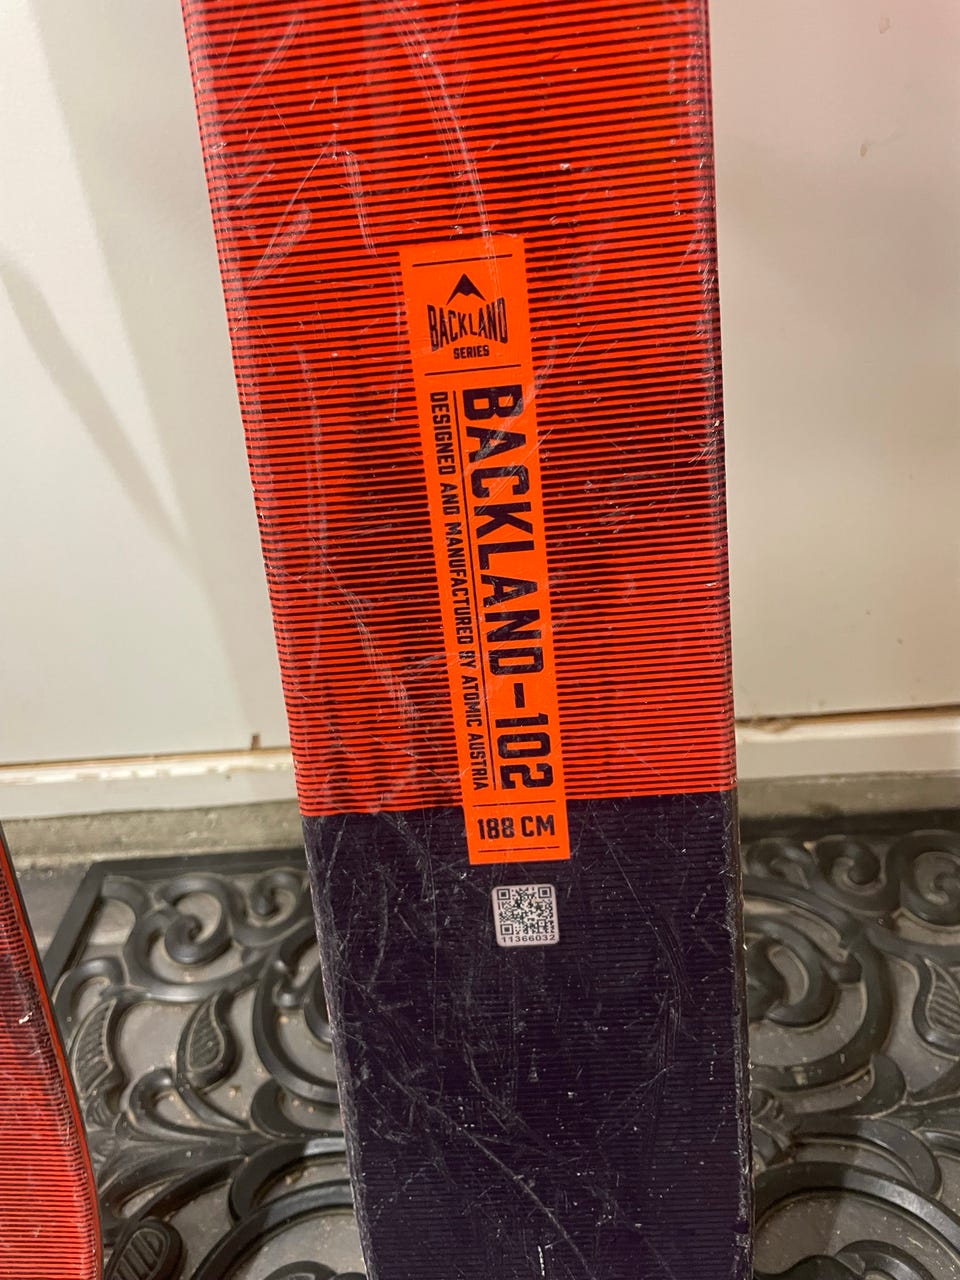 BACKLAND
SERIES
BACKLAND-102
DESIGNED AND MANUFACTURED BY ATOMIC AUSTRIA
188 CM
11366032